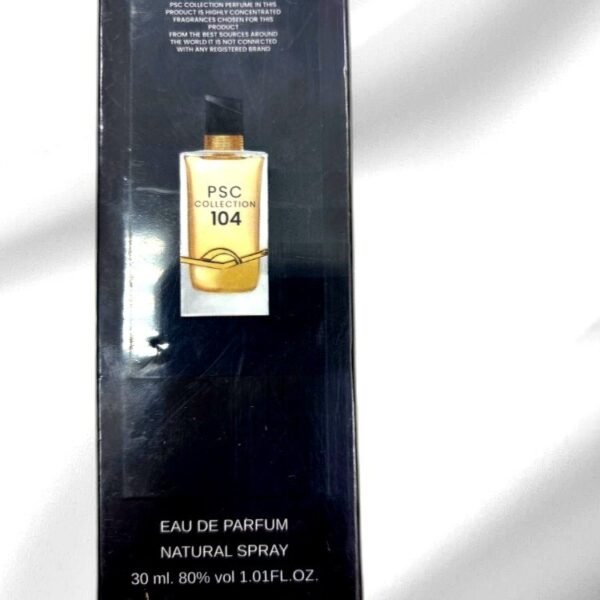 PSC COLLECTION PERFUME IN THIS
PRODUCT IS HIGHLY CONCENTRATED
FRAGRANCES CHOSEN FOR THIS
PRODUCT
FROM THE BEST SOURCES AROUND
THE WORLD IT IS NOT CONNECTED
WITH ANY REGISTERED BRAND
PSC
COLLECTION
104
EAU DE PARFUM
NATURAL SPRAY
30 ml. 80% vol 1.01FL.OZ.